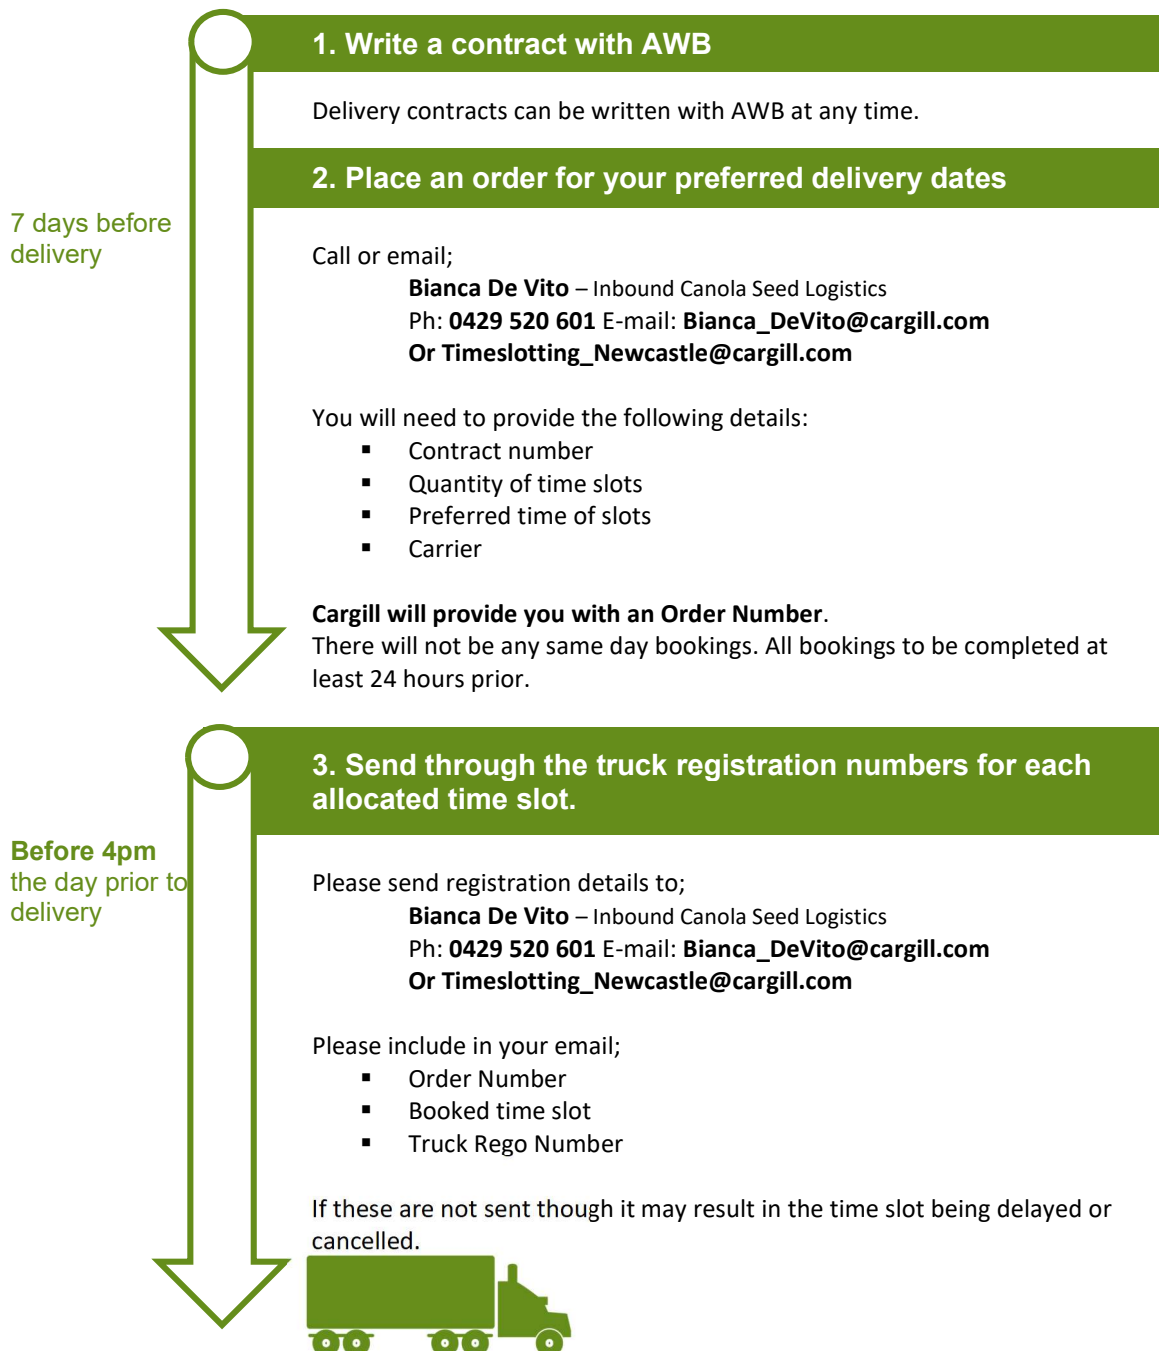 1. Write a contract with AWB
Delivery contracts can be written with AWB at any time.
2. Place an order for your preferred delivery dates
7 days before
delivery
Call or email;
Bianca De Vito – Inbound Canola Seed Logistics
Ph: 0429 520 601 E-mail: Bianca_DeVito@cargill.com
Or Timeslotting_Newcastle@cargill.com
You will need to provide the following details:
▪ Contract number
▪ Quantity of time slots
▪ Preferred time of slots
▪ Carrier
Cargill will provide you with an Order Number.
There will not be any same day bookings. All bookings to be completed at
least 24 hours prior.
3. Send through the truck registration numbers for each
allocated time slot.
Before 4pm
the day prior to
delivery
Please send registration details to;
Bianca De Vito – Inbound Canola Seed Logistics
Ph: 0429 520 601 E-mail: Bianca_DeVito@cargill.com
Or Timeslotting_Newcastle@cargill.com
Please include in your email;
▪ Order Number
▪ Booked time slot
▪ Truck Rego Number
If these are not sent though it may result in the time slot being delayed or
cancelled.